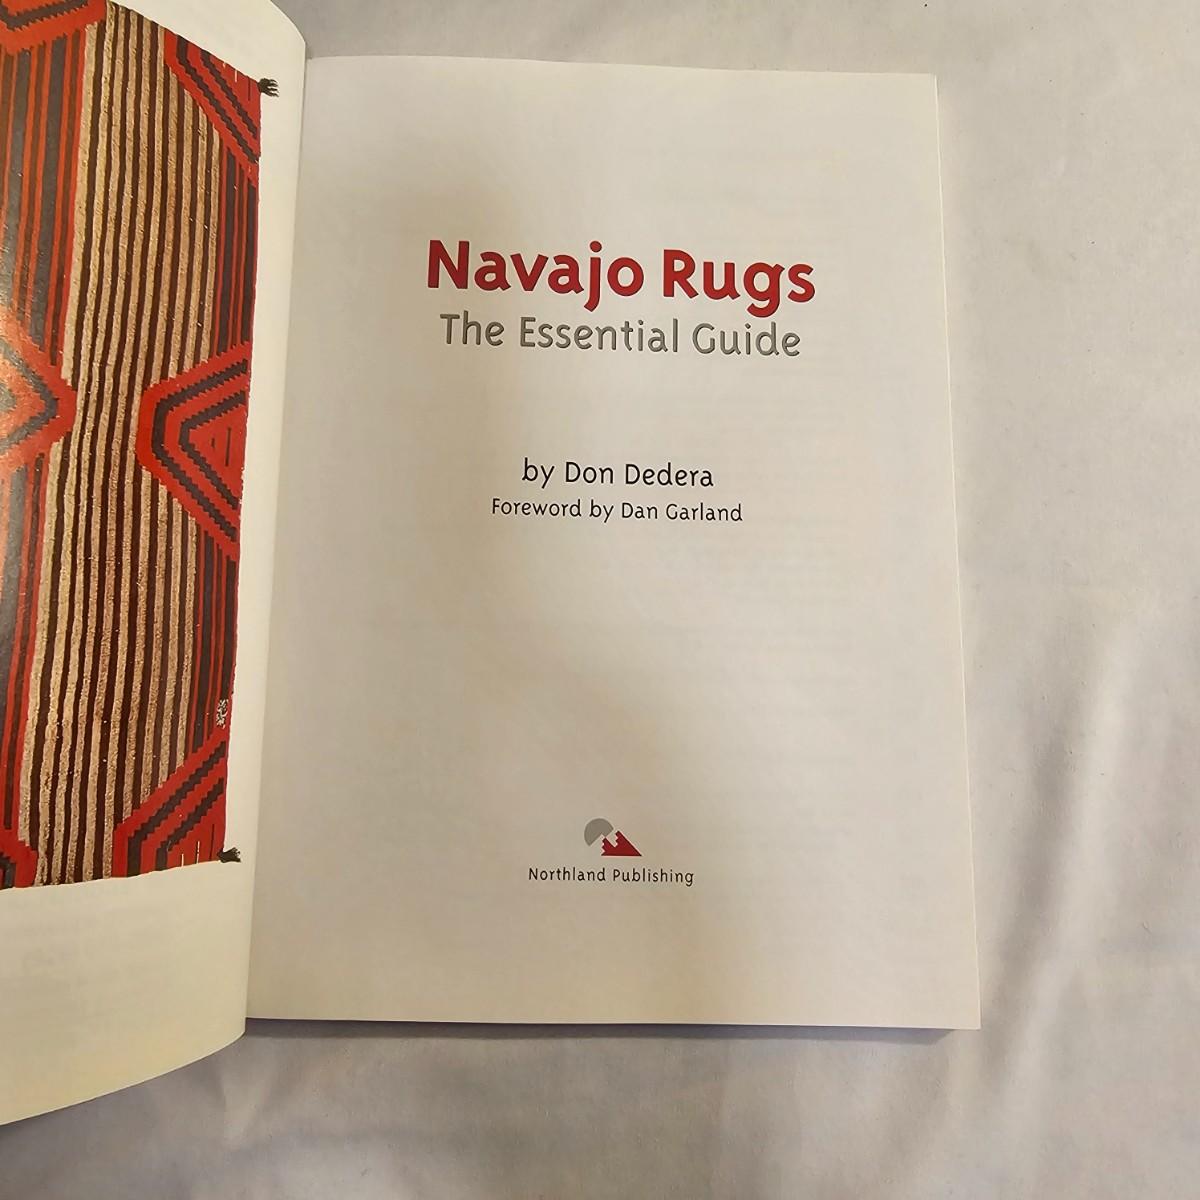 Navajo Rugs
The Essential Guide
by Don Dedera
Foreword by Dan Garland
Northland Publishing